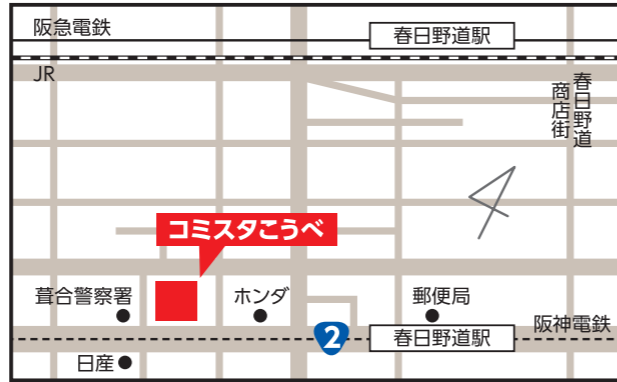 阪急電鉄
春日野道駅
JR
春日野道
商店街
コミスタこうべ
葺合警察署
ホンダ
郵便局
阪神電鉄
2
春日野道駅
日産